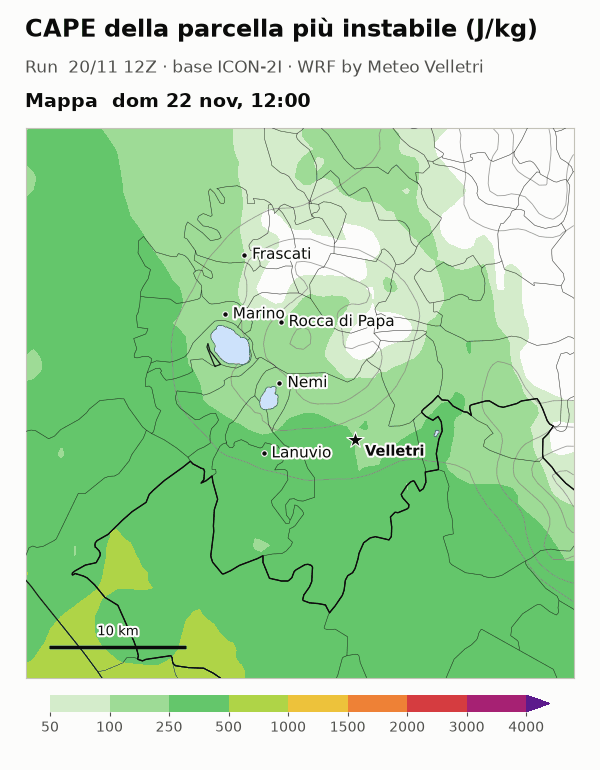 CAPE della parcella più instabile (J/kg)
Run  20/11 12Z · base ICON-2I · WRF by Meteo Velletri
Mappa  dom 22 nov, 12:00
Frascati
Marino
Rocca di Papa
Nemi
Velletri
Lanuvio
10 km
50 100 250 500 1000 1500 2000 3000 4000